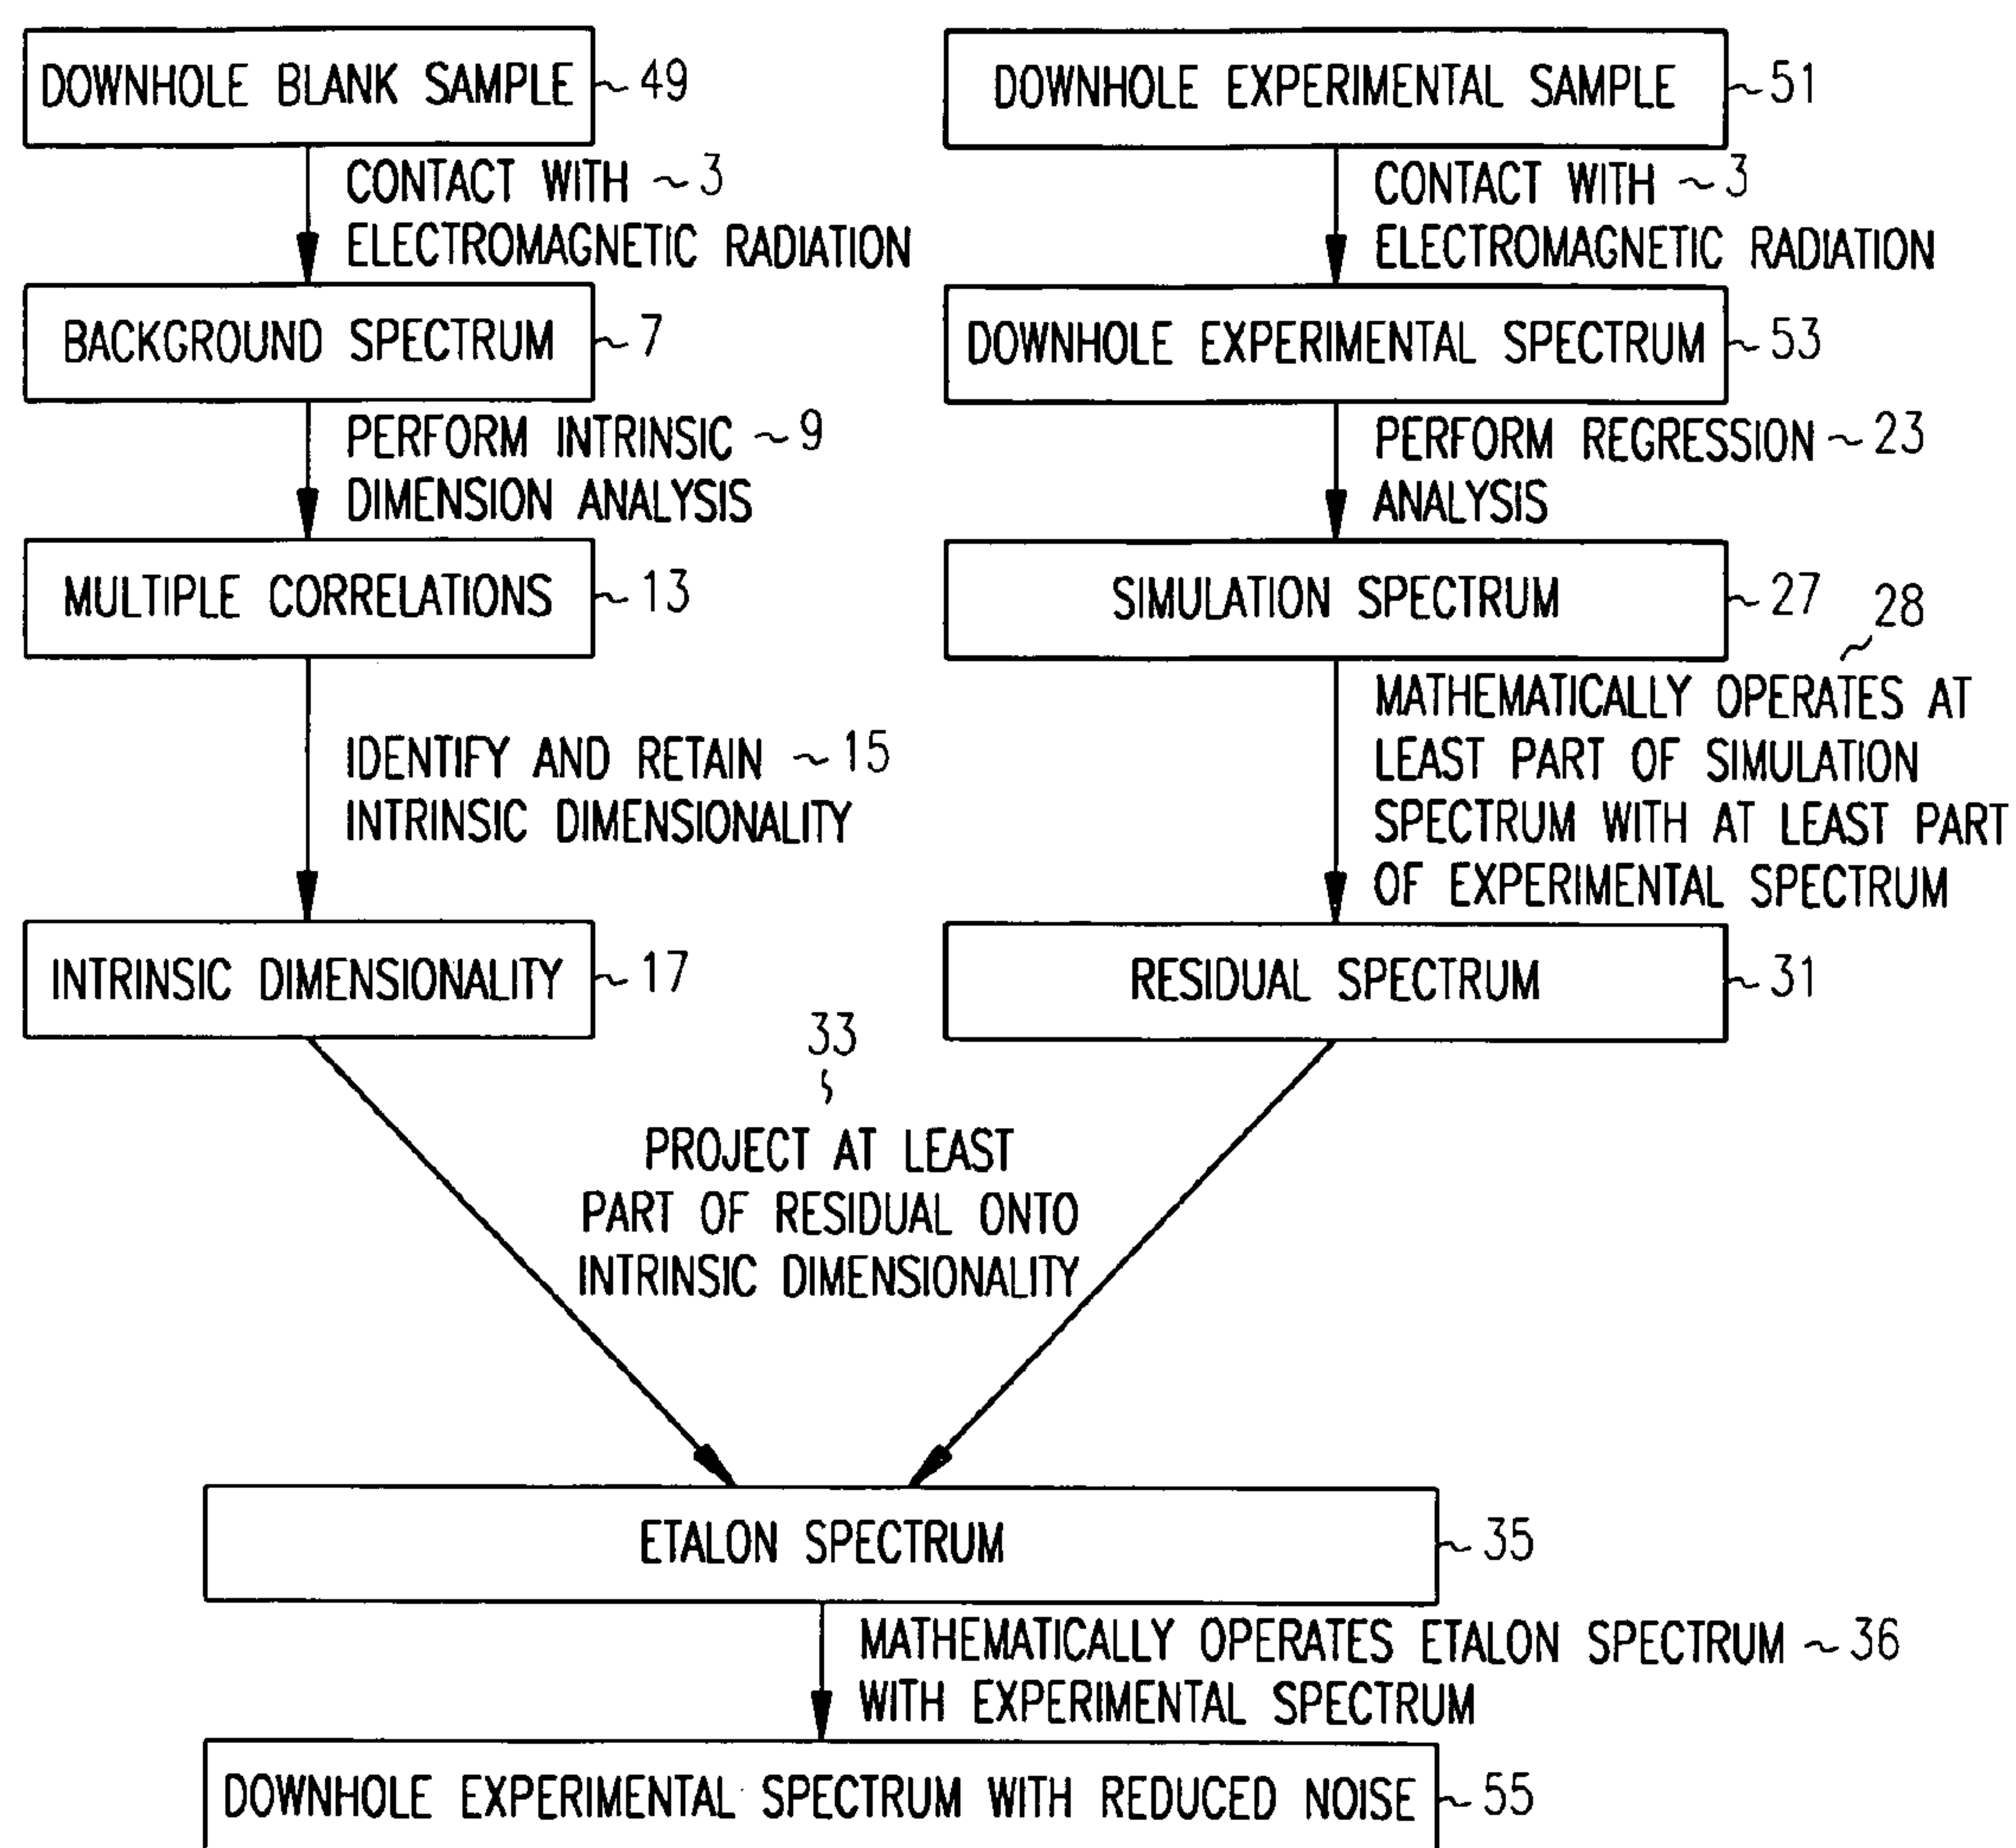 DOWNHOLE BLANK SAMPLE ~ 49
CONTACT WITH ~ 3
ELECTROMAGNETIC RADIATION
BACKGROUND SPECTRUM ~ 7
PERFORM INTRINSIC ~ 9
DIMENSION ANALYSIS
MULTIPLE CORRELATIONS ~ 13
IDENTIFY AND RETAIN ~ 15
INTRINSIC DIMENSIONALITY
INTRINSIC DIMENSIONALITY ~ 17
DOWNHOLE EXPERIMENTAL SAMPLE ~ 51
CONTACT WITH ~ 3
ELECTROMAGNETIC RADIATION
DOWNHOLE EXPERIMENTAL SPECTRUM ~ 53
PERFORM REGRESSION ~ 23
ANALYSIS
SIMULATION SPECTRUM ~ 27
28
MATHEMATICALLY OPERATES AT
LEAST PART OF SIMULATION
SPECTRUM WITH AT LEAST PART
OF EXPERIMENTAL SPECTRUM
RESIDUAL SPECTRUM ~ 31
33
PROJECT AT LEAST
PART OF RESIDUAL ONTO
INTRINSIC DIMENSIONALITY
ETALON SPECTRUM ~ 35
MATHEMATICALLY OPERATES ETALON SPECTRUM ~ 36
WITH EXPERIMENTAL SPECTRUM
DOWNHOLE EXPERIMENTAL SPECTRUM WITH REDUCED NOISE ~ 55